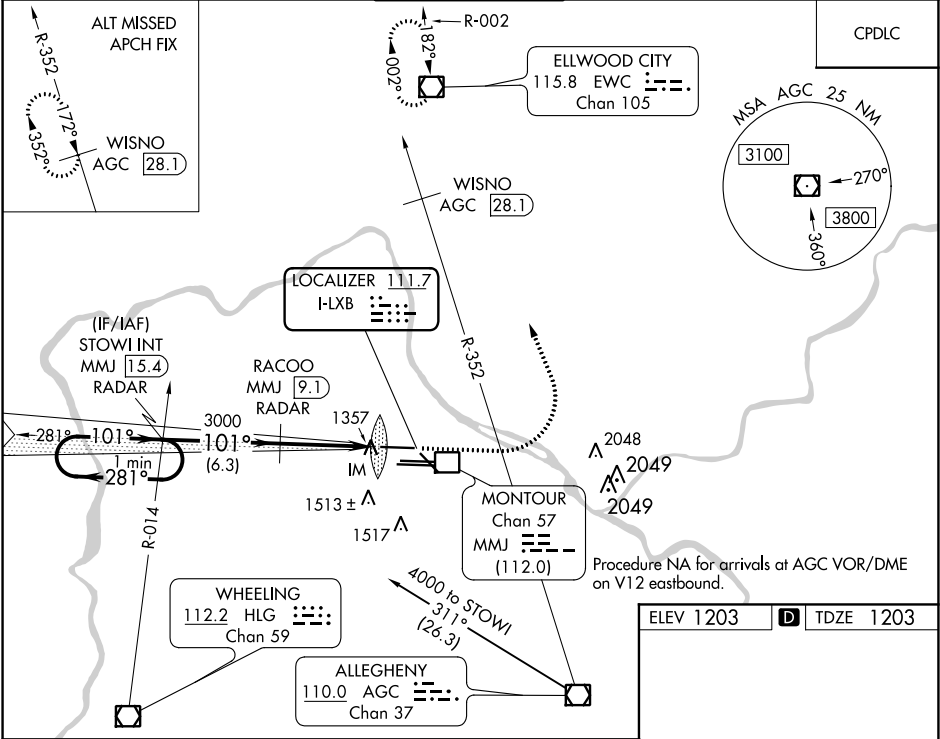 ALT MISSED
APCH FIX
R-352
172°
352°
WISNO
AGC 28.1
R-002
182°
002°
ELLWOOD CITY
115.8 EWC
Chan 105
CPDLC
MSA AGC 25 NM
3100
270°
3800
360°
WISNO
AGC 28.1
R-352
LOCALIZER 111.7
I-LXB
(IF/IAF)
STOWI INT
MMJ 15.4
RADAR
RACOO
MMJ 9.1
RADAR
1357
3000
281°
101°
101°
(6.3)
1 min
281°
IM
2048
2049
2049
1513 ±
1517
MONTOUR
Chan 57
MMJ
(112.0)
R-014
Procedure NA for arrivals at AGC VOR/DME
on V12 eastbound.
4000 to STOWI
311°
(26.3)
WHEELING
112.2 HLG
Chan 59
ALLEGHENY
110.0 AGC
Chan 37
ELEV 1203 D TDZE 1203